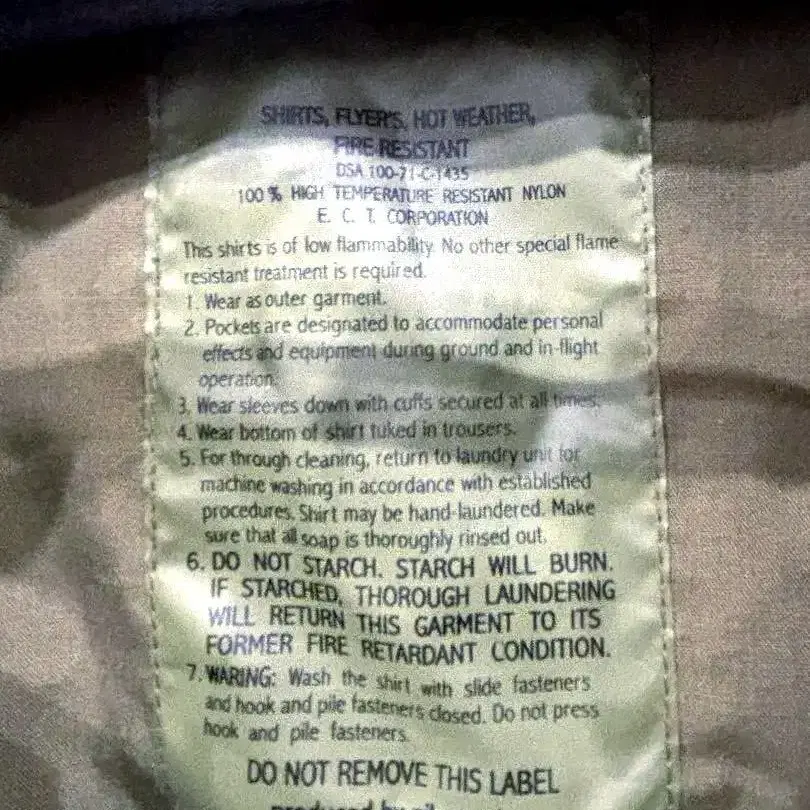 SHIRTS, FLYER'S, HOT WEATHER,
FIRE RESISTANT
DSA 100-71-C-1435
100% HIGH TEMPERATURE RESISTANT NYLON
E. C. T. CORPORATION
This shirts is of low flammability. No other special flame
resistant treatment is required.
1. Wear as outer garment.
2. Pockets are designated to accommodate personal
effects and equipment during ground and in-flight
operation.
3. Wear sleeves down with cuffs secured at all times.
4. Wear bottom of shirt tuked in trousers.
5. For through cleaning, return to laundry unit for
machine washing in accordance with established
procedures. Shirt may be hand-laundered. Make
sure that all soap is thoroughly rinsed out.
6. DO NOT STARCH. STARCH WILL BURN.
IF STARCHED, THOROUGH LAUNDERING
WILL RETURN THIS GARMENT TO ITS
FORMER FIRE RETARDANT CONDITION.
7. WARING: Wash the shirt with slide fasteners
and hook and pile fasteners closed. Do not press
hook and pile fasteners.
DO NOT REMOVE THIS LABEL
produced by